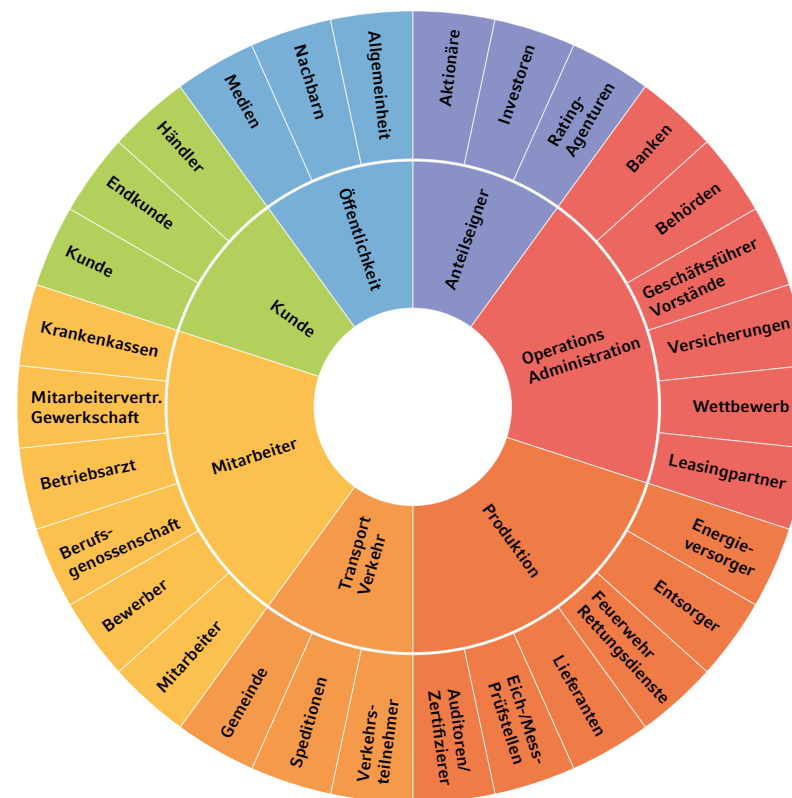 Aktionäre
Investoren
Rating-
Agenturen
Banken
Behörden
Geschäftsführer
Vorstände
Versicherungen
Wettbewerb
Leasingpartner
Energie-
versorger
Entsorger
Feuerwehr
Rettungsdienste
Lieferanten
Eich-/Mess-
Prüfstellen
Auditoren/
Zertifizierer
Verkehrs-
teilnehmer
Speditionen
Gemeinde
Mitarbeiter
Bewerber
Berufs-
genossenschaft
Betriebsarzt
Mitarbeitervertr.
Gewerkschaft
Krankenkassen
Kunde
Endkunde
Händler
Medien
Nachbarn
Allgemeinheit
Anteilseigner
Operations
Administration
Produktion
Transport
Verkehr
Mitarbeiter
Kunde
Öffentlichkeit